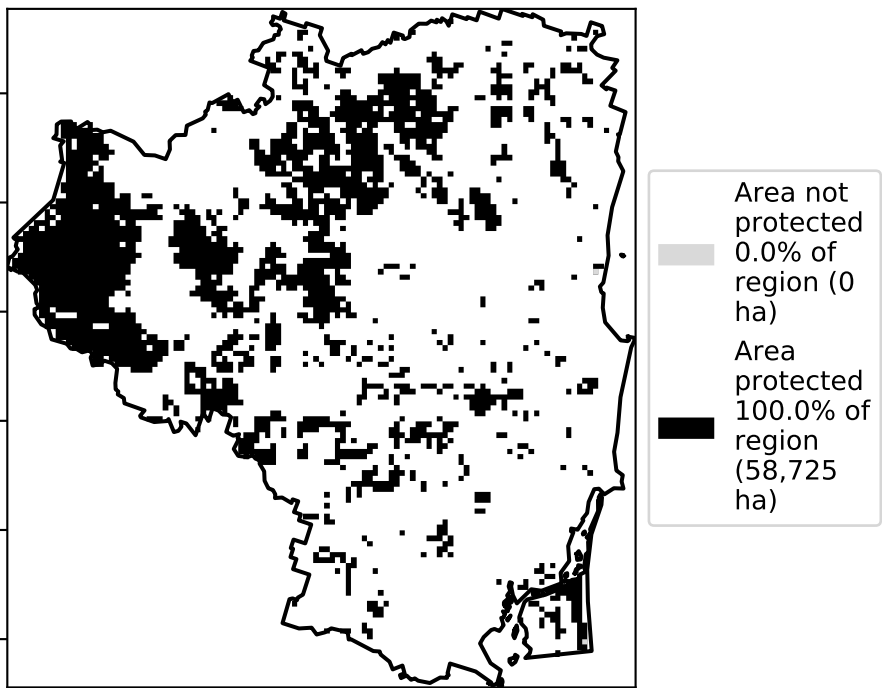 Area not
protected
0.0% of
region (0
ha)
Area
protected
100.0% of
region
(58,725
ha)